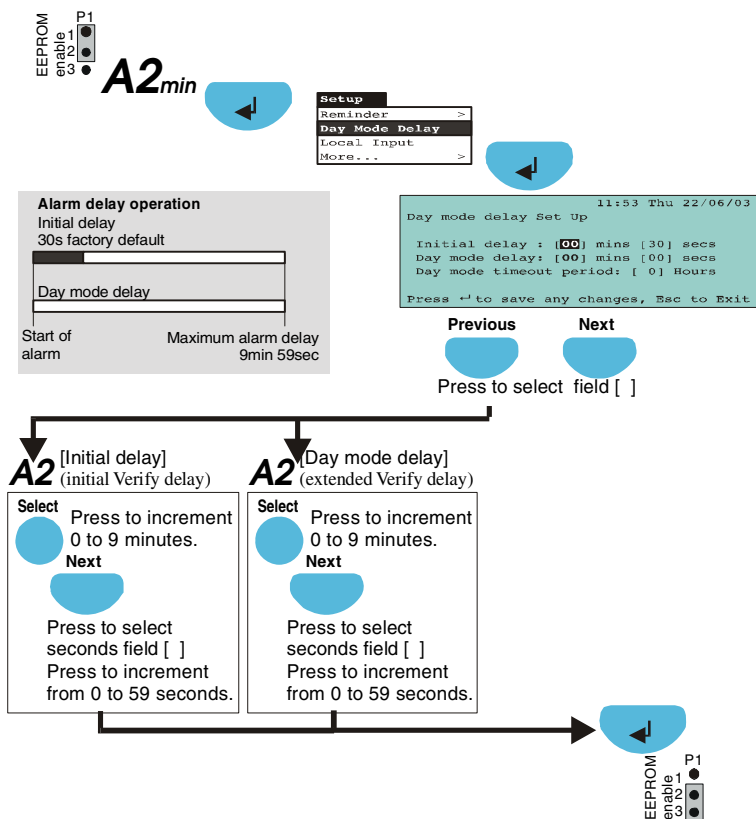 P1
EEPROM
enable
1
2
3
A2min
Setup
Reminder >
Day Mode Delay
Local Input
More... >
Alarm delay operation
Initial delay
30s factory default
Day mode delay
Start of
alarm
Maximum alarm delay
9min 59sec
11:53 Thu 22/06/03
Day mode delay Set Up
Initial delay : [00] mins [30] secs
Day mode delay: [00] mins [00] secs
Day mode timeout period: [ 0] Hours
Press ↵ to save any changes, Esc to Exit
Previous Next
Press to select field [ ]
A2 [Initial delay]
(initial Verify delay)
Select
Press to increment
0 to 9 minutes.
Next
Press to select
seconds field [ ]
Press to increment
from 0 to 59 seconds.
A2 [Day mode delay]
(extended Verify delay)
Select
Press to increment
0 to 9 minutes.
Next
Press to select
seconds field [ ]
Press to increment
from 0 to 59 seconds.
P1
EEPROM
enable
1
2
3